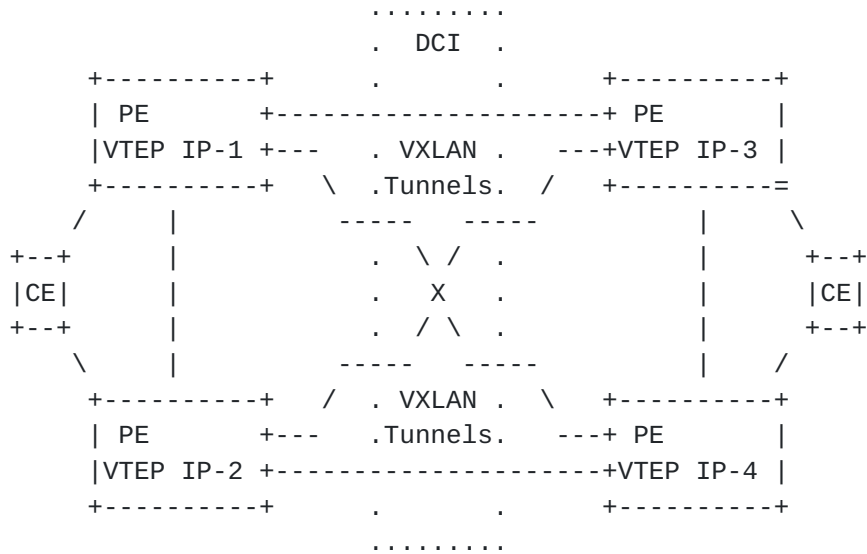 .........
. DCI .
+----------+ . . +----------+
| PE +----------------------+ PE |
|VTEP IP-1 +--- . VXLAN . ---+VTEP IP-3 |
+----------+ \ .Tunnels. / +----------=
/ | ----- ----- | \
+--+ | . \ / . | +--+
|CE| | . X . | |CE|
+--+ | . / \ . | +--+
\ | ----- ----- | /
+----------+ / . VXLAN . \ +----------+
| PE +--- .Tunnels. ---+ PE |
|VTEP IP-2 +----------------------+VTEP IP-4 |
+----------+ . . +----------+
.........